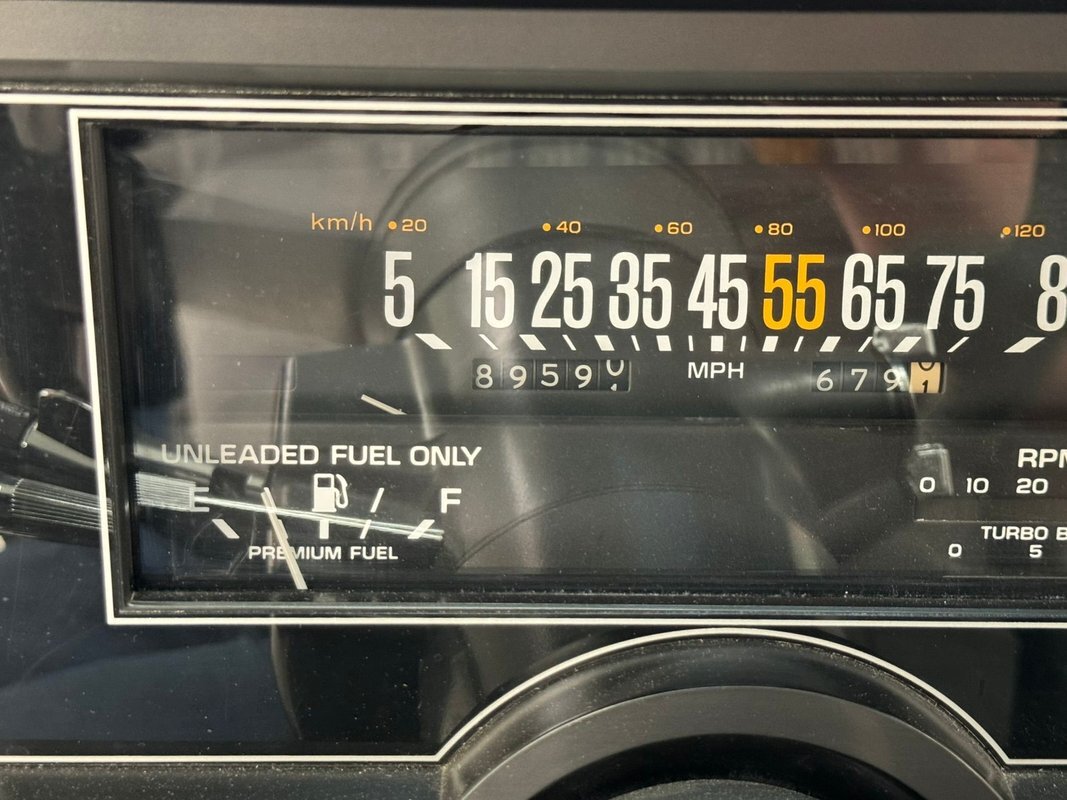 km/h 20 40 60 80 100 120
5 15 25 35 45 55 65 75 8
8959 MPH 679
UNLEADED FUEL ONLY
E F
PREMIUM FUEL
RPM
0 10 20
TURBO B
0 5